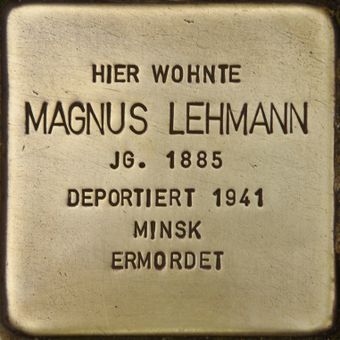 HIER WOHNTE
MAGNUS LEHMANN
JG. 1885
DEPORTIERT 1941
MINSK
ERMORDET